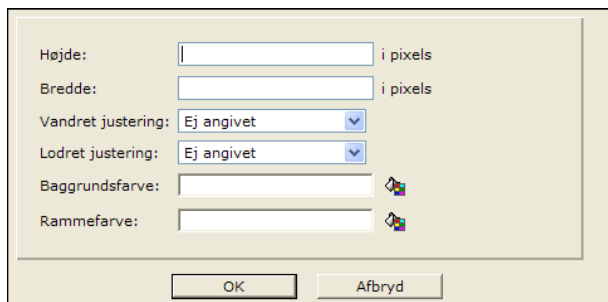 Højde: i pixels
Bredde: i pixels
Vandret justering: Ej angivet
Lodret justering: Ej angivet
Baggrundsfarve:
Rammefarve:
OK Afbryd